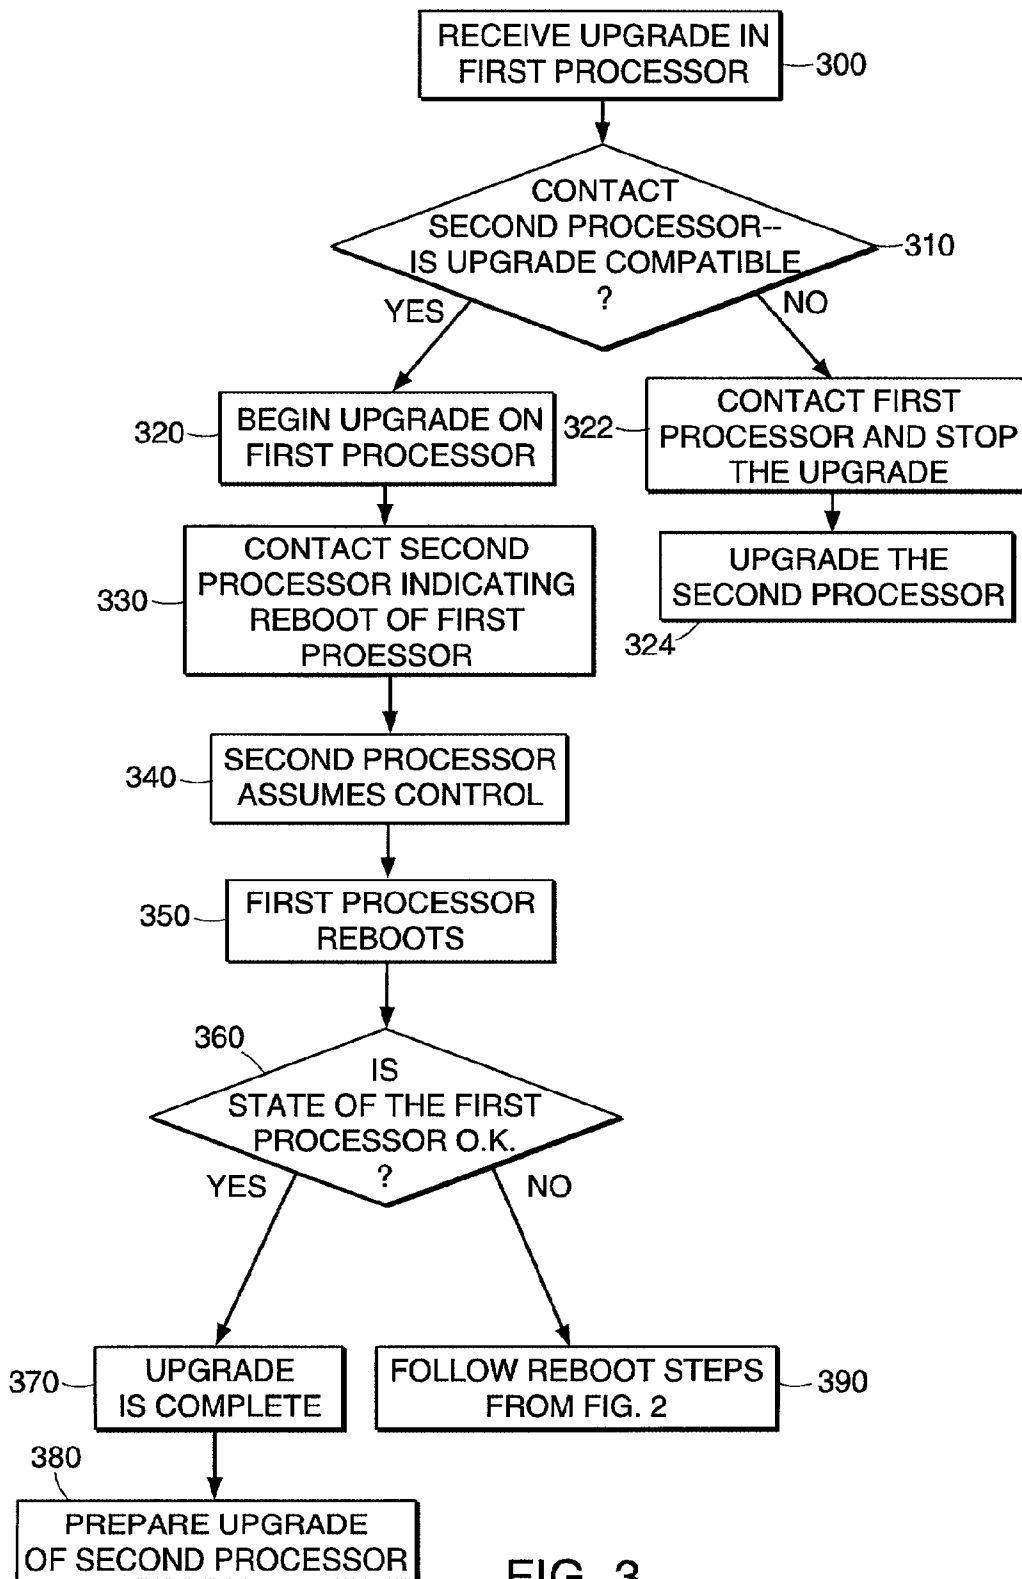 RECEIVE UPGRADE IN
FIRST PROCESSOR
300
CONTACT
SECOND PROCESSOR--
IS UPGRADE COMPATIBLE
?
310
YES
NO
320
BEGIN UPGRADE ON
FIRST PROCESSOR
322
CONTACT FIRST
PROCESSOR AND STOP
THE UPGRADE
330
CONTACT SECOND
PROCESSOR INDICATING
REBOOT OF FIRST
PROESSOR
UPGRADE THE
SECOND PROCESSOR
324
340
SECOND PROCESSOR
ASSUMES CONTROL
350
FIRST PROCESSOR
REBOOTS
360
IS
STATE OF THE FIRST
PROCESSOR O.K.
?
YES
NO
370
UPGRADE
IS COMPLETE
FOLLOW REBOOT STEPS
FROM FIG. 2
390
380
PREPARE UPGRADE
OF SECOND PROCESSOR
FIG. 3